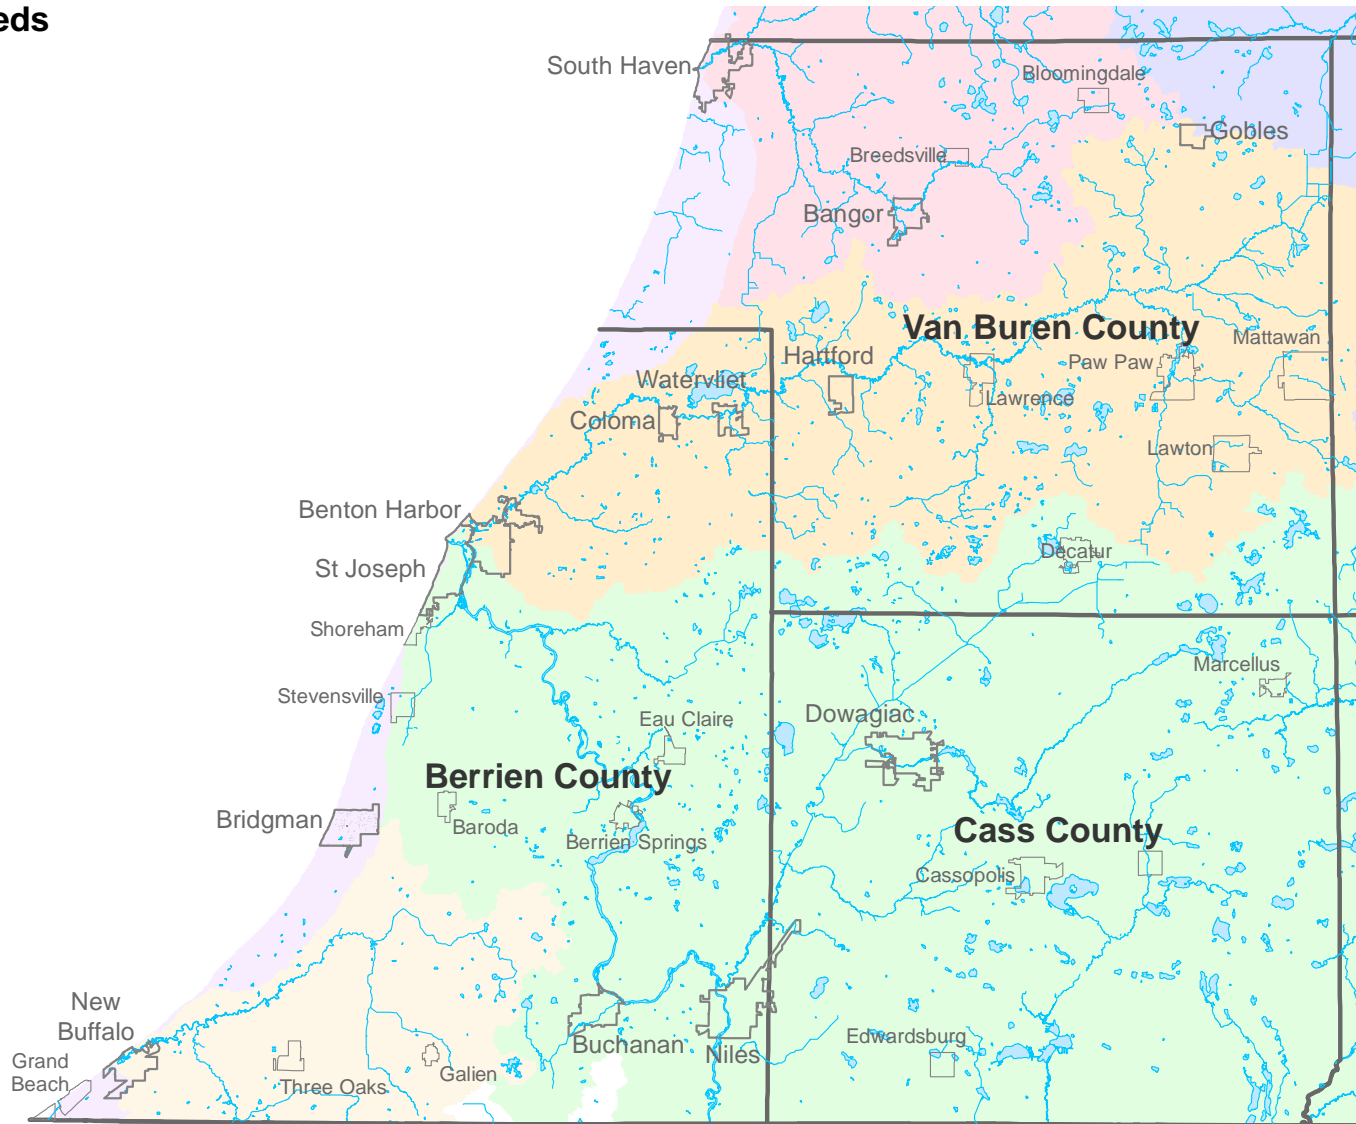 eds
South Haven
Bloomingdale
Gobles
Breedsville
Bangor
Van Buren County
Mattawan
Hartford
Paw Paw
Watervliet
Lawrence
Coloma
Lawton
Benton Harbor
Decatur
St Joseph
Shoreham
Marcellus
Stevensville
Eau Claire
Dowagiac
Berrien County
Bridgman
Baroda
Cass County
Berrien Springs
Cassopolis
New
Buffalo
Edwardsburg
Buchanan
Niles
Grand
Beach
Galien
Three Oaks